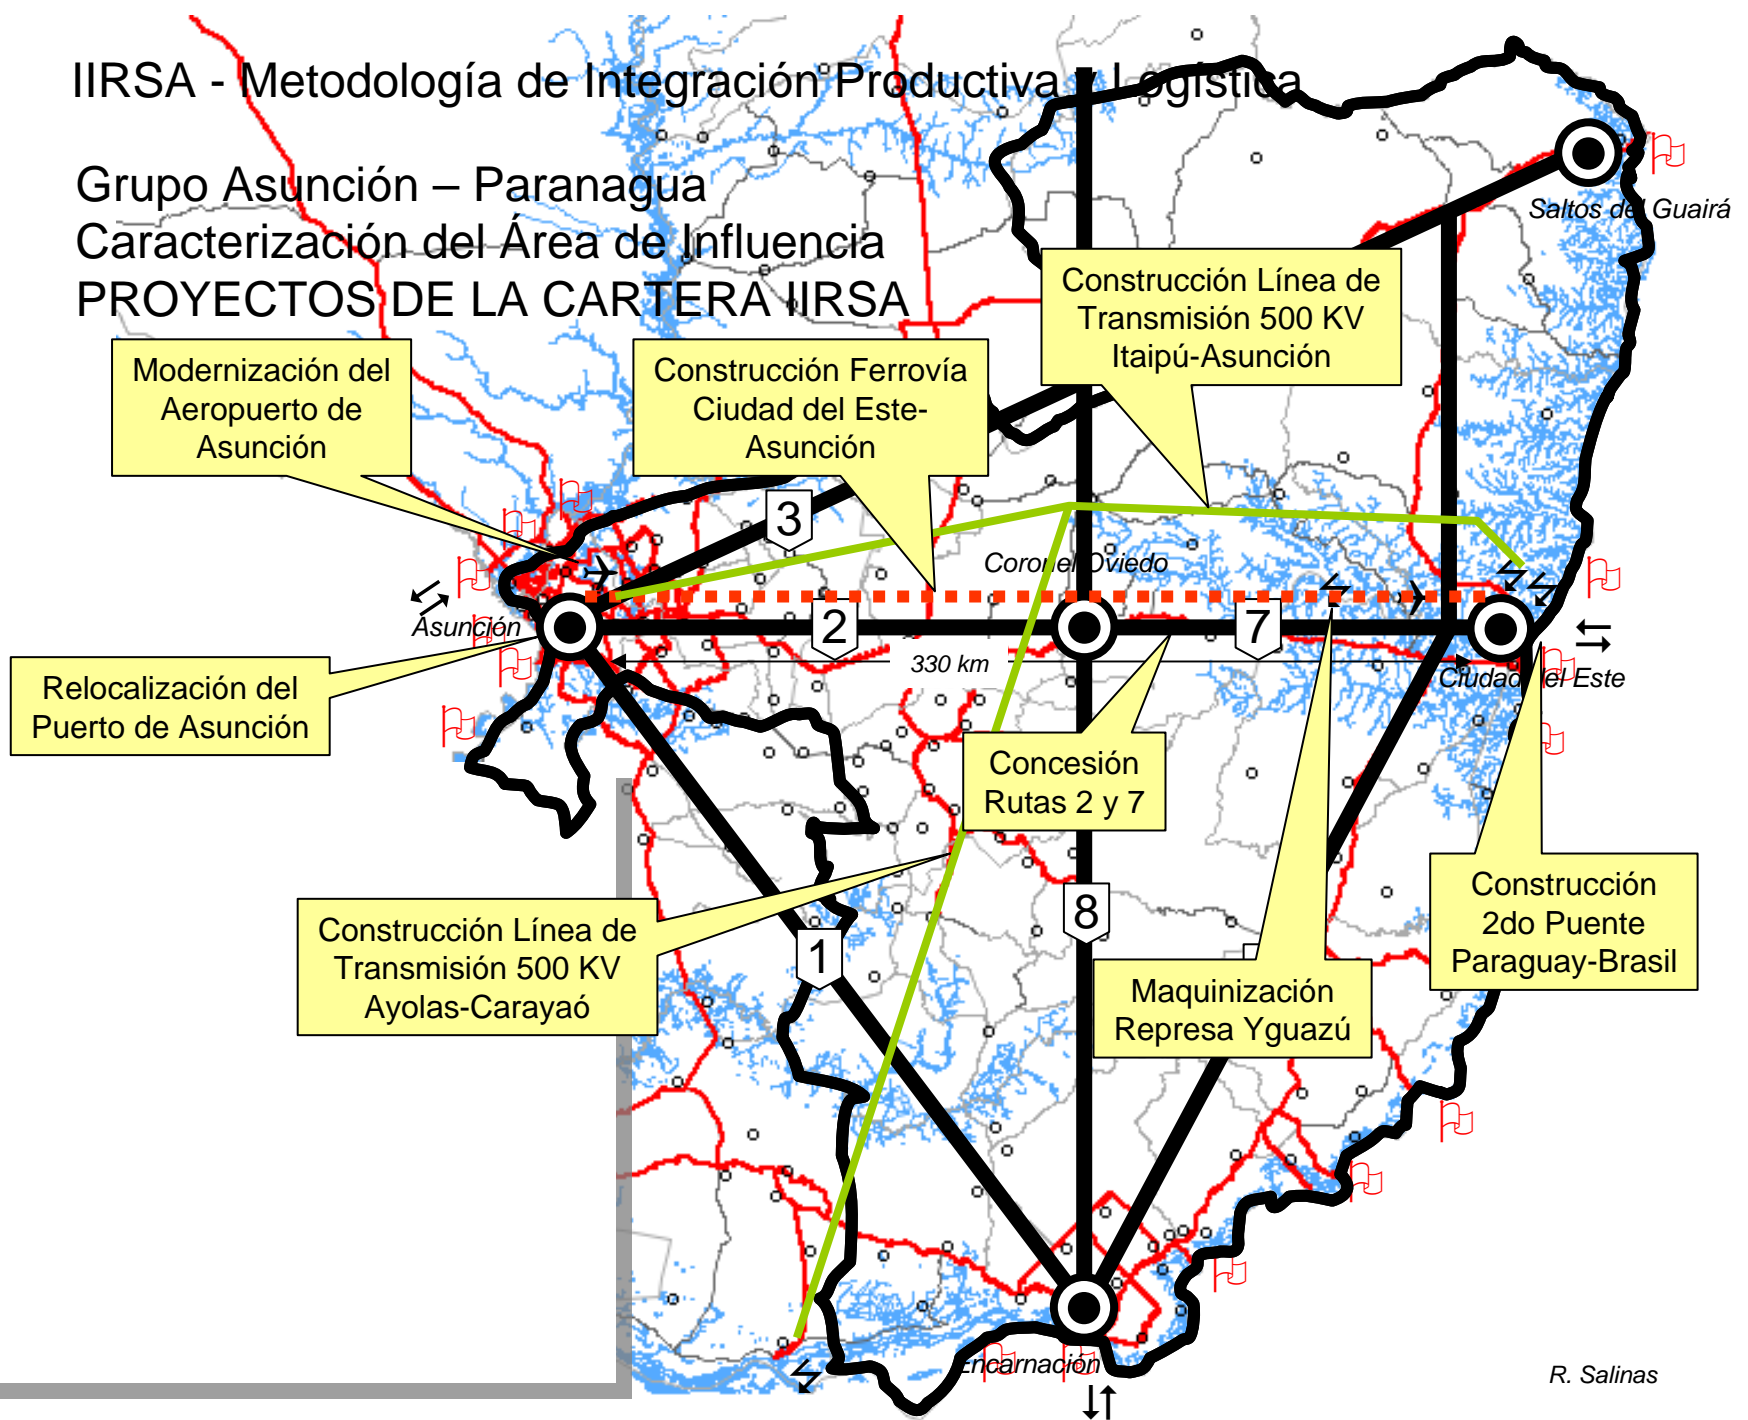 IIRSA - Metodología de Integración Productiva y Logística
Grupo Asunción – Paranagua
Caracterización del Área de Influencia
PROYECTOS DE LA CARTERA IIRSA
Saltos del Guairá
Construcción Línea de
Transmisión 500 KV
Itaipú-Asunción
Modernización del
Aeropuerto de
Asunción
Construcción Ferrovía
Ciudad del Este-
Asunción
3
Coronel Oviedo
Asunción
2
7
330 km
Ciudad del Este
Relocalización del
Puerto de Asunción
Concesión
Rutas 2 y 7
Construcción
2do Puente
Paraguay-Brasil
8
1
Construcción Línea de
Transmisión 500 KV
Ayolas-Carayaó
Maquinización
Represa Yguazú
Encarnación
R. Salinas